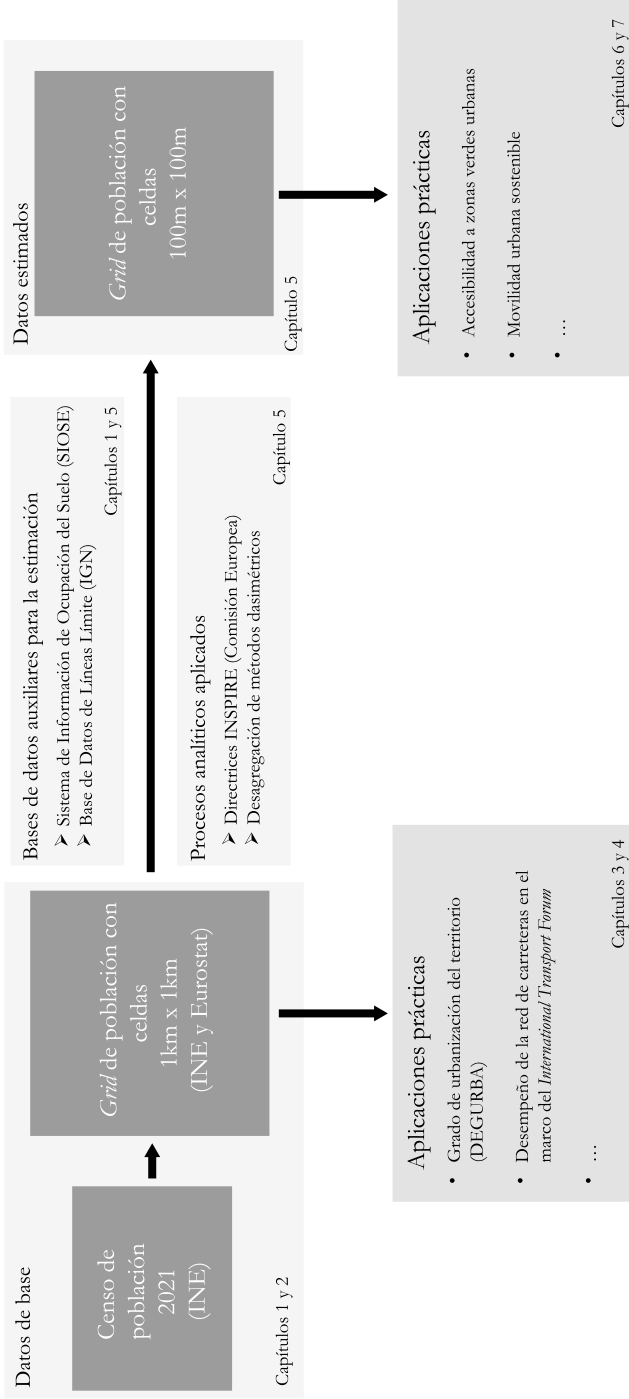 Datos de base
Censo de
población
2021
(INE)
Grid de población con
celdas
1km x 1km
(INE y Eurostat)
Capítulos 1 y 2
Bases de datos auxiliares para la estimación
➢ Sistema de Información de Ocupación del Suelo (SIOSE)
➢ Base de Datos de Líneas Límite (IGN)
Capítulos 1 y 5
Procesos analíticos aplicados
➢ Directrices INSPIRE (Comisión Europea)
➢ Desagregación de métodos dasimétricos
Capítulo 5
Datos estimados
Grid de población con
celdas
100m x 100m
Capítulo 5
Aplicaciones prácticas
• Grado de urbanización del territorio
(DEGURBA)
• Desempeño de la red de carreteras en el
marco del International Transport Forum
• …
Capítulos 3 y 4
Aplicaciones prácticas
• Accesibilidad a zonas verdes urbanas
• Movilidad urbana sostenible
• …
Capítulos 6 y 7